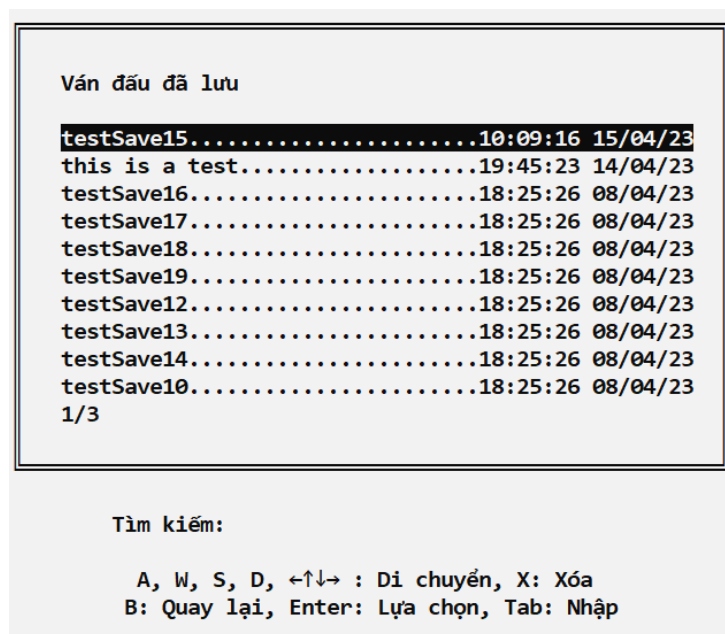 Ván đấu đã lưu
testSave15.......................10:09:16 15/04/23
this is a test...................19:45:23 14/04/23
testSave16.......................18:25:26 08/04/23
testSave17.......................18:25:26 08/04/23
testSave18.......................18:25:26 08/04/23
testSave19.......................18:25:26 08/04/23
testSave12.......................18:25:26 08/04/23
testSave13.......................18:25:26 08/04/23
testSave14.......................18:25:26 08/04/23
testSave10.......................18:25:26 08/04/23
1/3
Tìm kiếm:
A, W, S, D, ←↑↓→ : Di chuyển, X: Xóa
B: Quay lại, Enter: Lựa chọn, Tab: Nhập